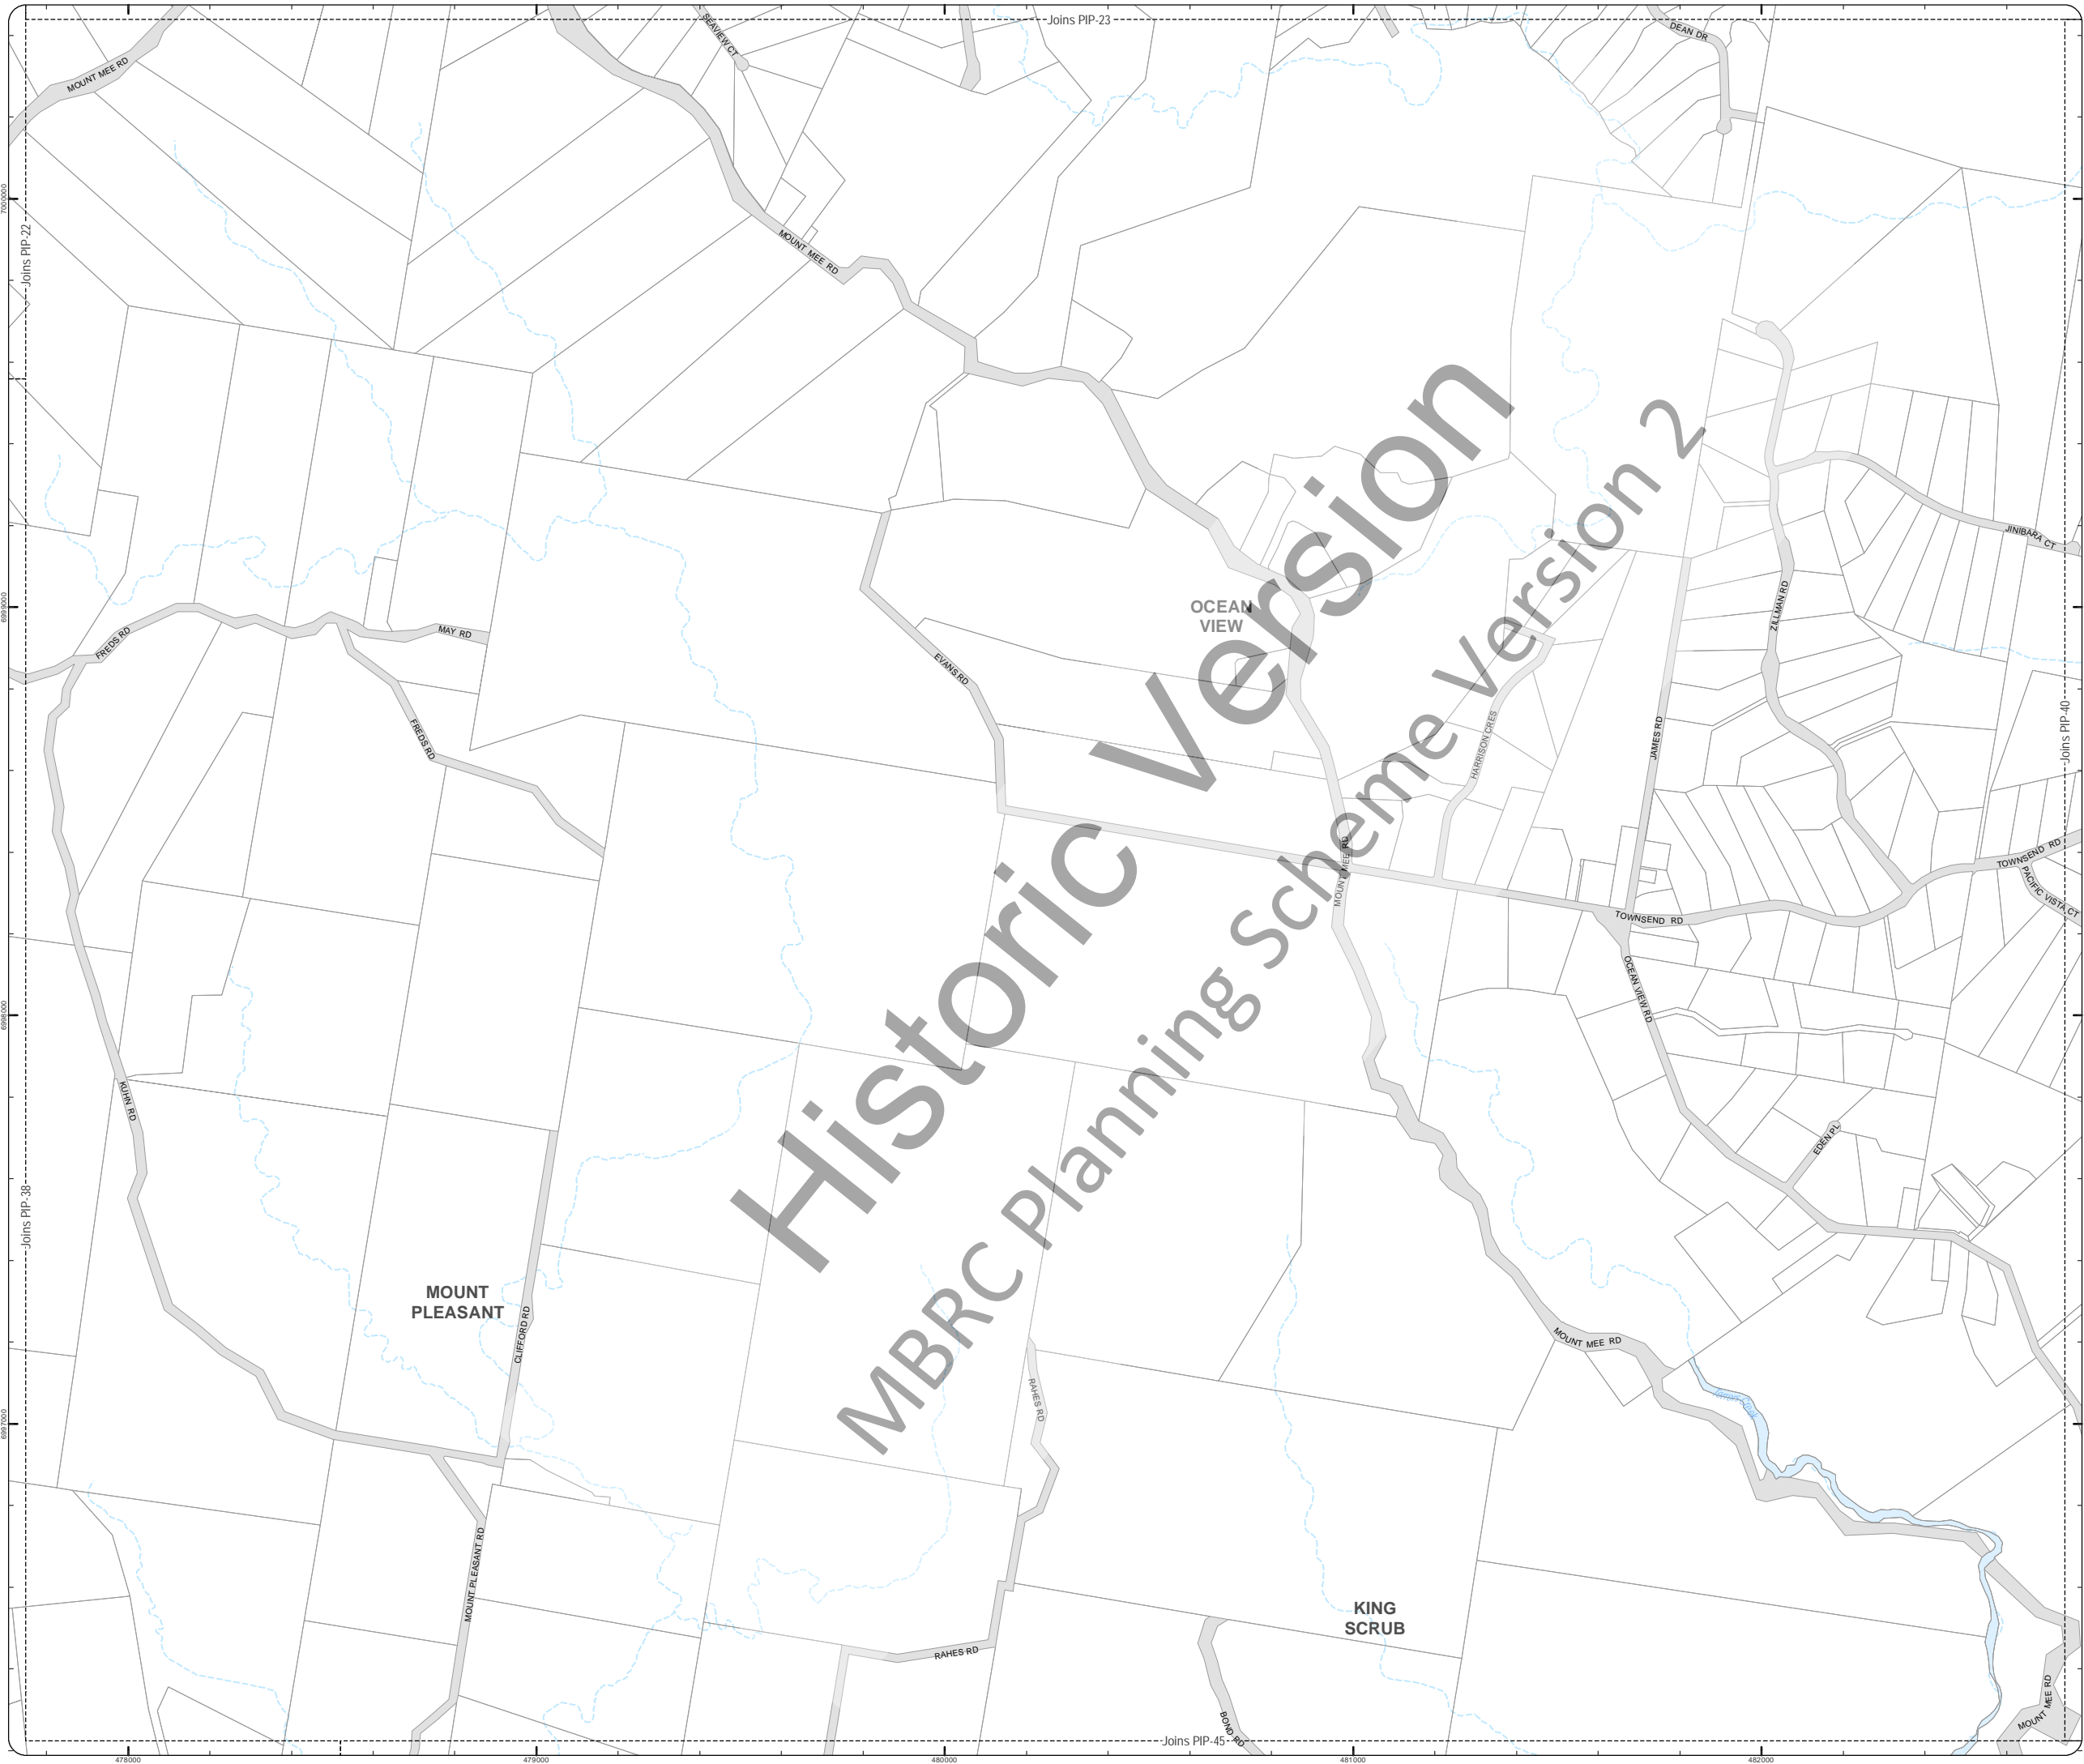 Joins PIP-23
SEAVIEW CT
DEAN DR
MOUNT MEE RD
7000000
Joins PIP-22
MOUNT MEE RD
Historic Version
MBRC Planning Scheme Version 2
JINIBARA CT
6999000
OCEAN
VIEW
ZILLMAN RD
FREDS RD
MAY RD
EVANS RD
FREDS RD
HARRISON CRES
JAMES RD
Joins PIP-40
MOUNT MEE RD
TOWNSEND RD
PACIFIC VISTA CT
TOWNSEND RD
OCEAN VIEW RD
6998000
KUHN RD
EDEN PL
Joins PIP-38
MOUNT
PLEASANT
CLIFFORD RD
MOUNT MEE RD
RAHES RD
6997000
MOUNT PLEASANT RD
KING
SCRUB
RAHES RD
MOUNT MEE RD
BOND RD
Joins PIP-45
478000
479000
480000
481000
482000